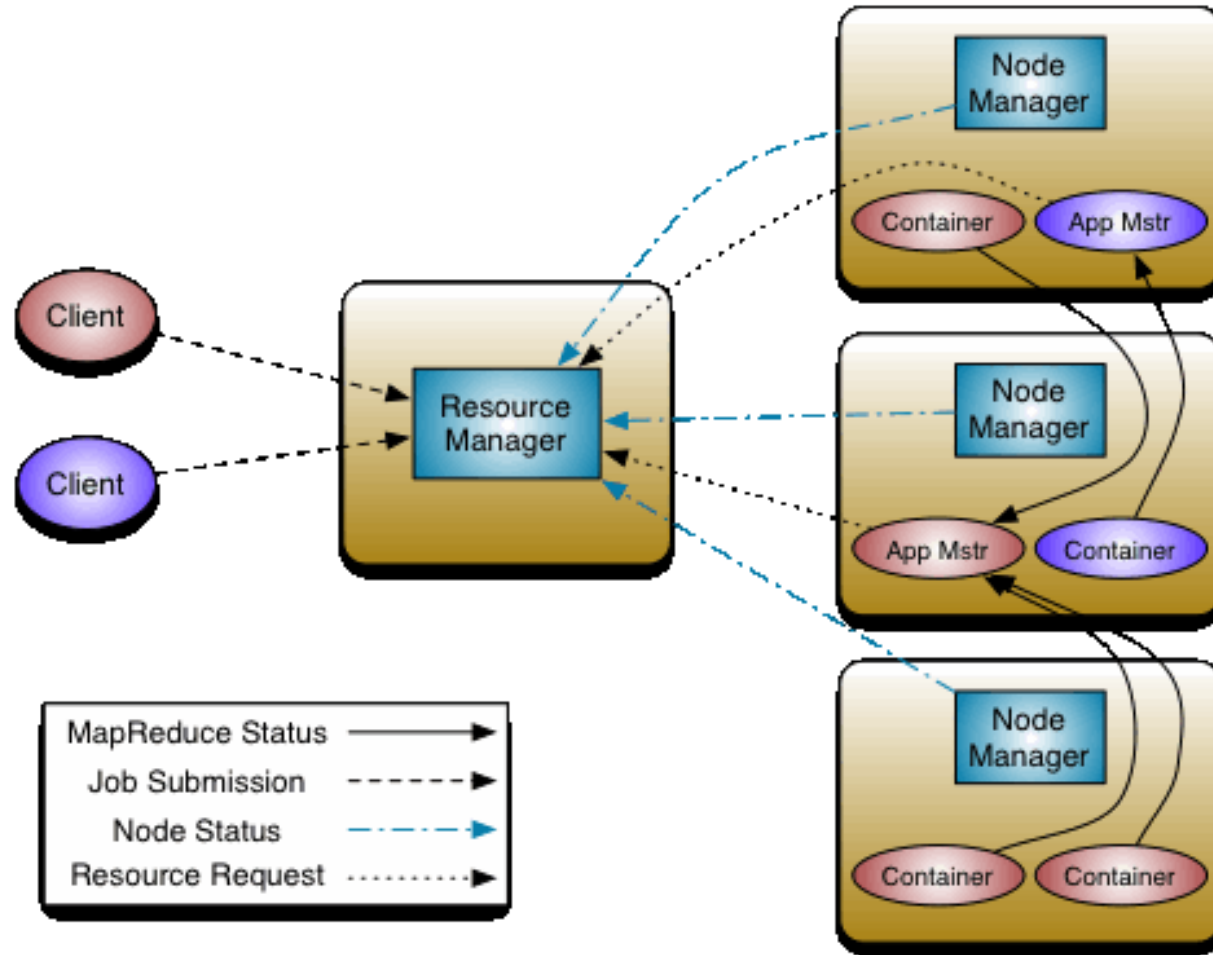 Node
Manager
Container
App Mstr
Client
Resource
Manager
Client
Node
Manager
App Mstr
Container
Node
Manager
Container
Container
MapReduce Status
Job Submission
Node Status
Resource Request